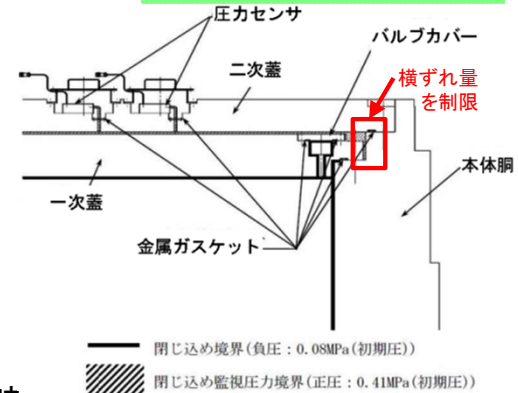 圧力センサ
バルブカバー
二次蓋
横ずれ量
を制限
本体胴
一次蓋
金属ガスケット
閉じ込め境界(負圧：0.08MPa(初期圧))
閉じ込め監視圧力境界(正圧：0.41MPa(初期圧))